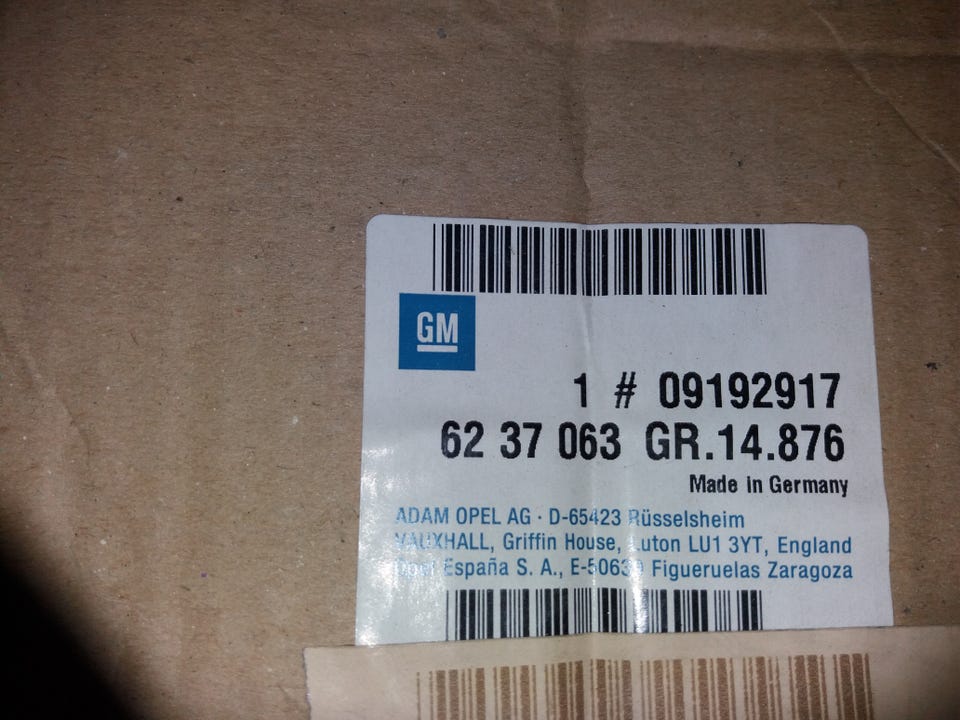 GM
1 # 09192917
62 37 063 GR.14.876
Made in Germany
ADAM OPEL AG · D-65423 Rüsselsheim
VAUXHALL, Griffin House, Luton LU1 3YT, England
Opel España S. A., E-50639 Figueruelas Zaragoza